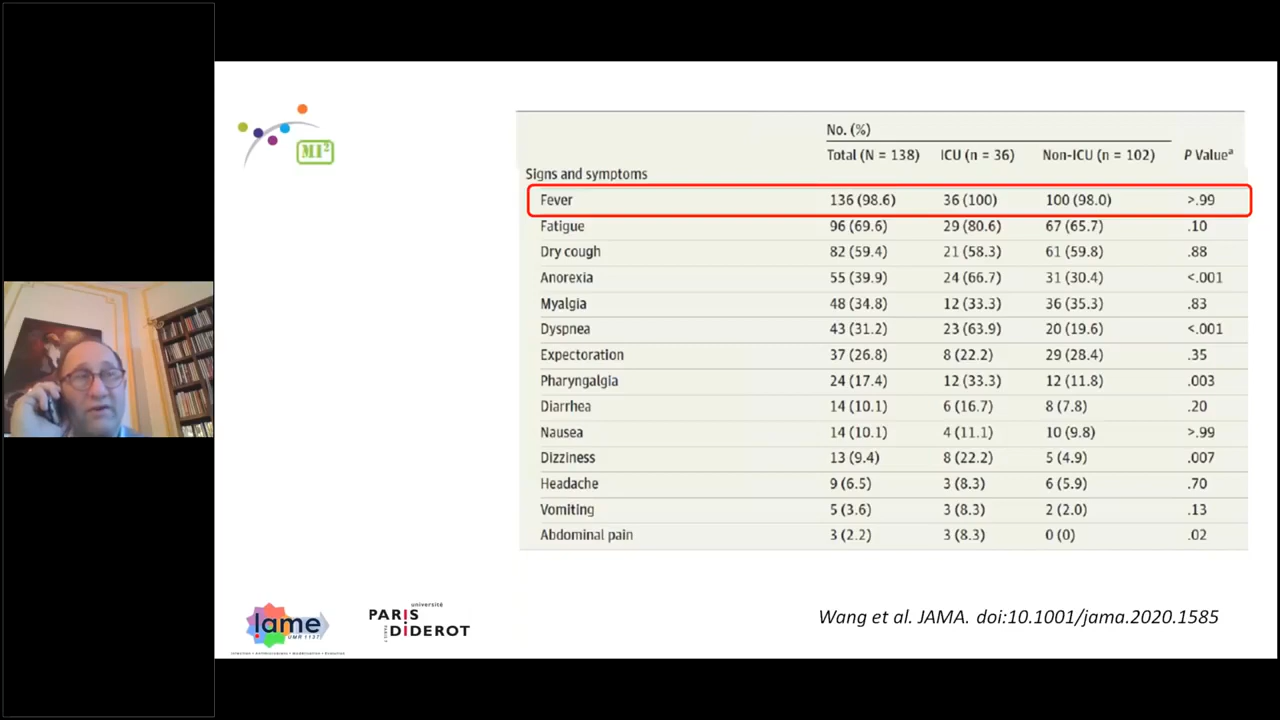 MI²
No. (%)
Total (N = 138) ICU (n = 36) Non-ICU (n = 102) P Valueᵃ
Signs and symptoms
Fever 136 (98.6) 36 (100) 100 (98.0) >.99
Fatigue 96 (69.6) 29 (80.6) 67 (65.7) .10
Dry cough 82 (59.4) 21 (58.3) 61 (59.8) .88
Anorexia 55 (39.9) 24 (66.7) 31 (30.4) <.001
Myalgia 48 (34.8) 12 (33.3) 36 (35.3) .83
Dyspnea 43 (31.2) 23 (63.9) 20 (19.6) <.001
Expectoration 37 (26.8) 8 (22.2) 29 (28.4) .35
Pharyngalgia 24 (17.4) 12 (33.3) 12 (11.8) .003
Diarrhea 14 (10.1) 6 (16.7) 8 (7.8) .20
Nausea 14 (10.1) 4 (11.1) 10 (9.8) >.99
Dizziness 13 (9.4) 8 (22.2) 5 (4.9) .007
Headache 9 (6.5) 3 (8.3) 6 (5.9) .70
Vomiting 5 (3.6) 3 (8.3) 2 (2.0) .13
Abdominal pain 3 (2.2) 3 (8.3) 0 (0) .02
Iame
UMR 1137
université
PARIS
DIDEROT
Wang et al. JAMA. doi:10.1001/jama.2020.1585